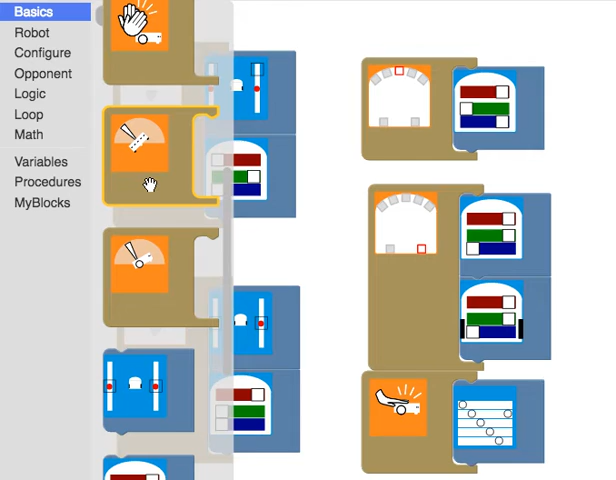 Basics
Robot
Configure
Opponent
Logic
Loop
Math
Variables
Procedures
MyBlocks